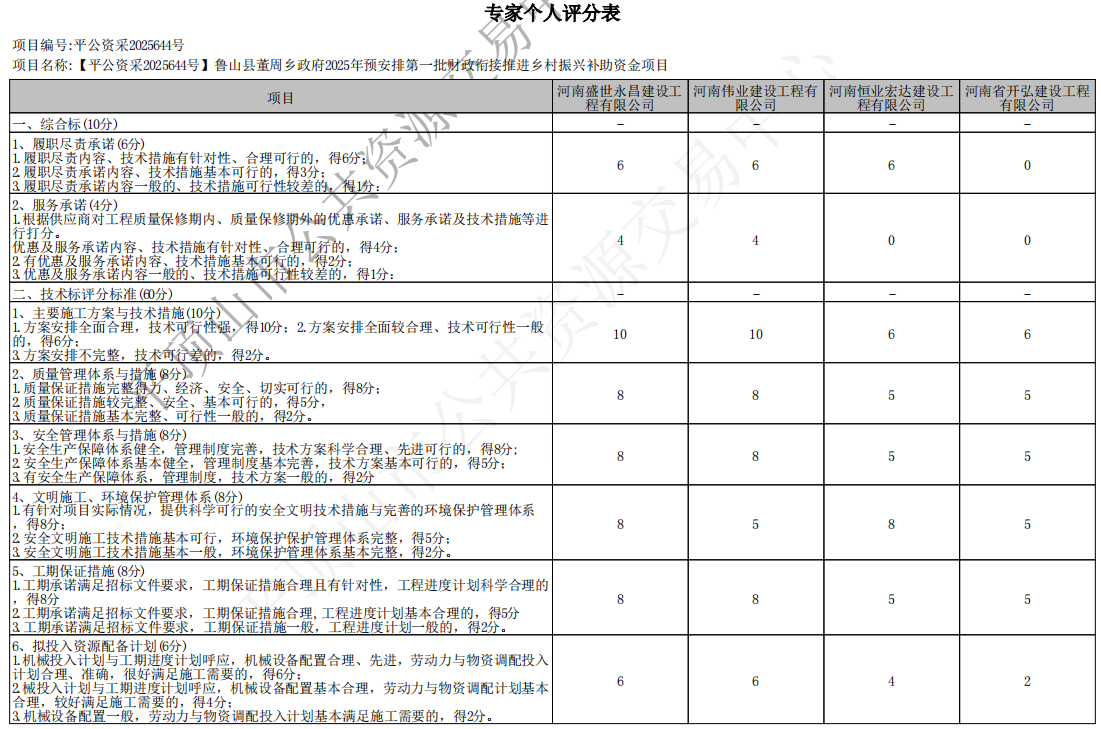 专家个人评分表
项目编号:平公资采2025644号
项目名称:【平公资采2025644号】鲁山县董周乡政府2025年预安排第一批财政衔接推进乡村振兴补助资金项目
项目
河南盛世永昌建设工程有限公司
河南伟业建设工程有限公司
河南恒业宏达建设工程有限公司
河南省开弘建设工程有限公司
一、综合标(10分) - - - -
1、履职尽责承诺(6分)
1.履职尽责内容、技术措施有针对性、合理可行的，得6分；
2.履职尽责承诺内容、技术措施基本可行的，得3分；
3.履职尽责承诺内容一般的、技术措施可行性较差的，得1分：
6 6 6 0
2、服务承诺(4分)
1.根据供应商对工程质量保修期内、质量保修期外的优惠承诺、服务承诺及技术措施等进
行打分。
优惠及服务承诺内容、技术措施有针对性、合理可行的，得4分；
2.有优惠及服务承诺内容、技术措施基本可行的，得2分；
3.优惠及服务承诺内容一般的、技术措施可行性较差的，得1分：
4 4 0 0
二、技术标评分标准(60分) - - - -
1、主要施工方案与技术措施(10分)
1.方案安排全面合理，技术可行性强，得10分；2.方案安排全面较合理、技术可行性一般
的，得6分；
3.方案安排不完整，技术可行差的，得2分。
10 10 6 6
2、质量管理体系与措施(8分)
1.质量保证措施完整得力、经济、安全、切实可行的，得8分；
2.质量保证措施较完整、安全、基本可行的，得5分，
3.质量保证措施基本完整、可行性一般的，得2分。
8 8 5 5
3、安全管理体系与措施(8分)
1.安全生产保障体系健全，管理制度完善，技术方案科学合理、先进可行的，得8分；
2.安全生产保障体系基本健全，管理制度基本完善，技术方案基本可行的，得5分；
3.有安全生产保障体系，管理制度，技术方案一般的，得2分
8 8 5 5
4、文明施工、环境保护管理体系(8分)
1.有针对项目实际情况，提供科学可行的安全文明技术措施与完善的环境保护管理体系
，得8分；
2.安全文明施工技术措施基本可行，环境保护保护管理体系完整，得5分；
3.安全文明施工技术措施基本一般，环境保护管理体系基本完整，得2分。
8 5 8 5
5、工期保证措施(8分)
1.工期承诺满足招标文件要求，工期保证措施合理且有针对性，工程进度计划科学合理的
，得8分
2.工期承诺满足招标文件要求，工期保证措施合理,工程进度计划基本合理的，得5分
3.工期承诺满足招标文件要求，工期保证措施一般，工程进度计划一般的，得2分。
8 8 5 5
6、拟投入资源配备计划(6分)
1.机械投入计划与工期进度计划呼应，机械设备配置合理、先进，劳动力与物资调配投入
计划合理、准确，很好满足施工需要的，得6分；
2.械投入计划与工期进度计划呼应，机械设备配置基本合理，劳动力与物资调配计划基本
合理，较好满足施工需要的，得4分；
3.机械设备配置一般，劳动力与物资调配投入计划基本满足施工需要的，得2分。
6 6 4 2
平顶山市公共资源交易中
平顶山市公共资源交易中心